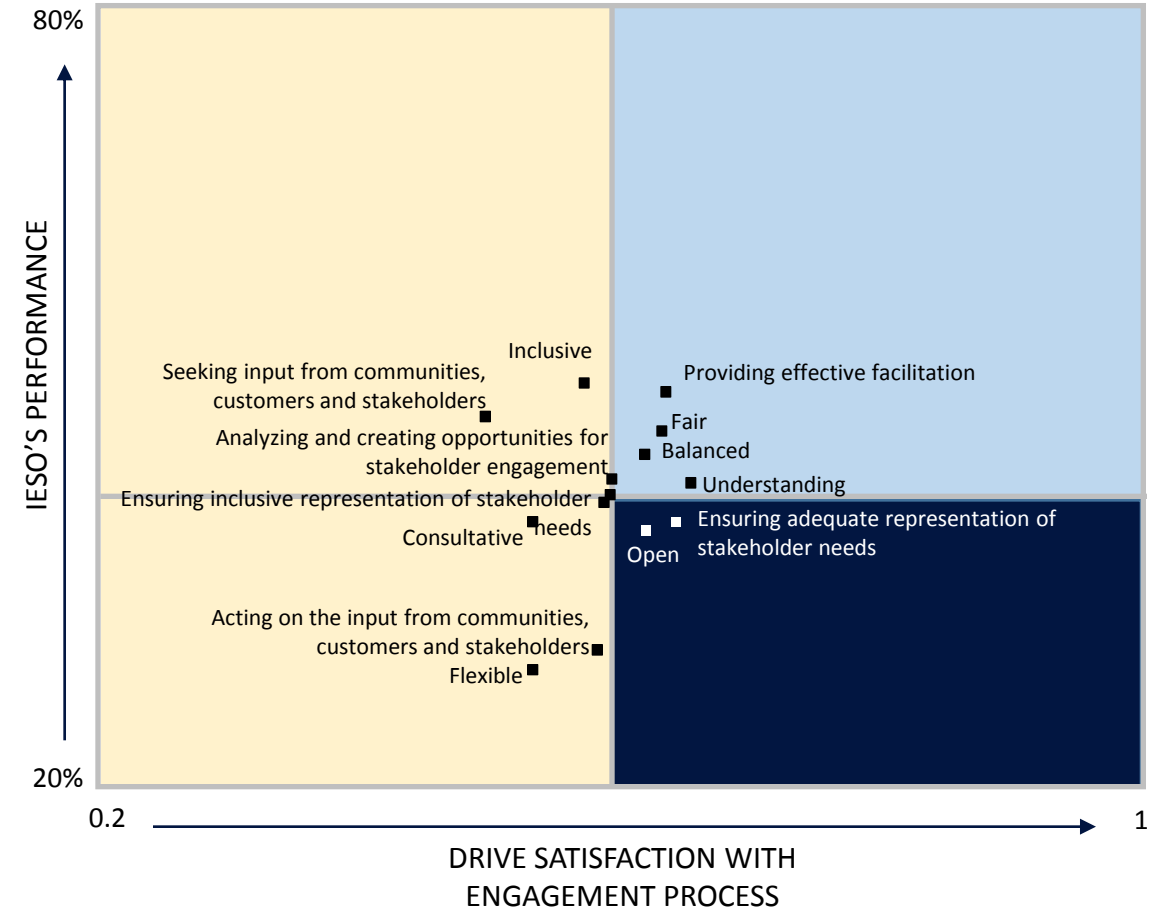 80%
IESO'S PERFORMANCE
Inclusive
Seeking input from communities,
customers and stakeholders
Providing effective facilitation
Fair
Analyzing and creating opportunities for
stakeholder engagement
Balanced
Understanding
Ensuring inclusive representation of stakeholder
needs
Consultative
Ensuring adequate representation of
stakeholder needs
Open
Acting on the input from communities,
customers and stakeholders
Flexible
20%
0.2
1
DRIVE SATISFACTION WITH
ENGAGEMENT PROCESS